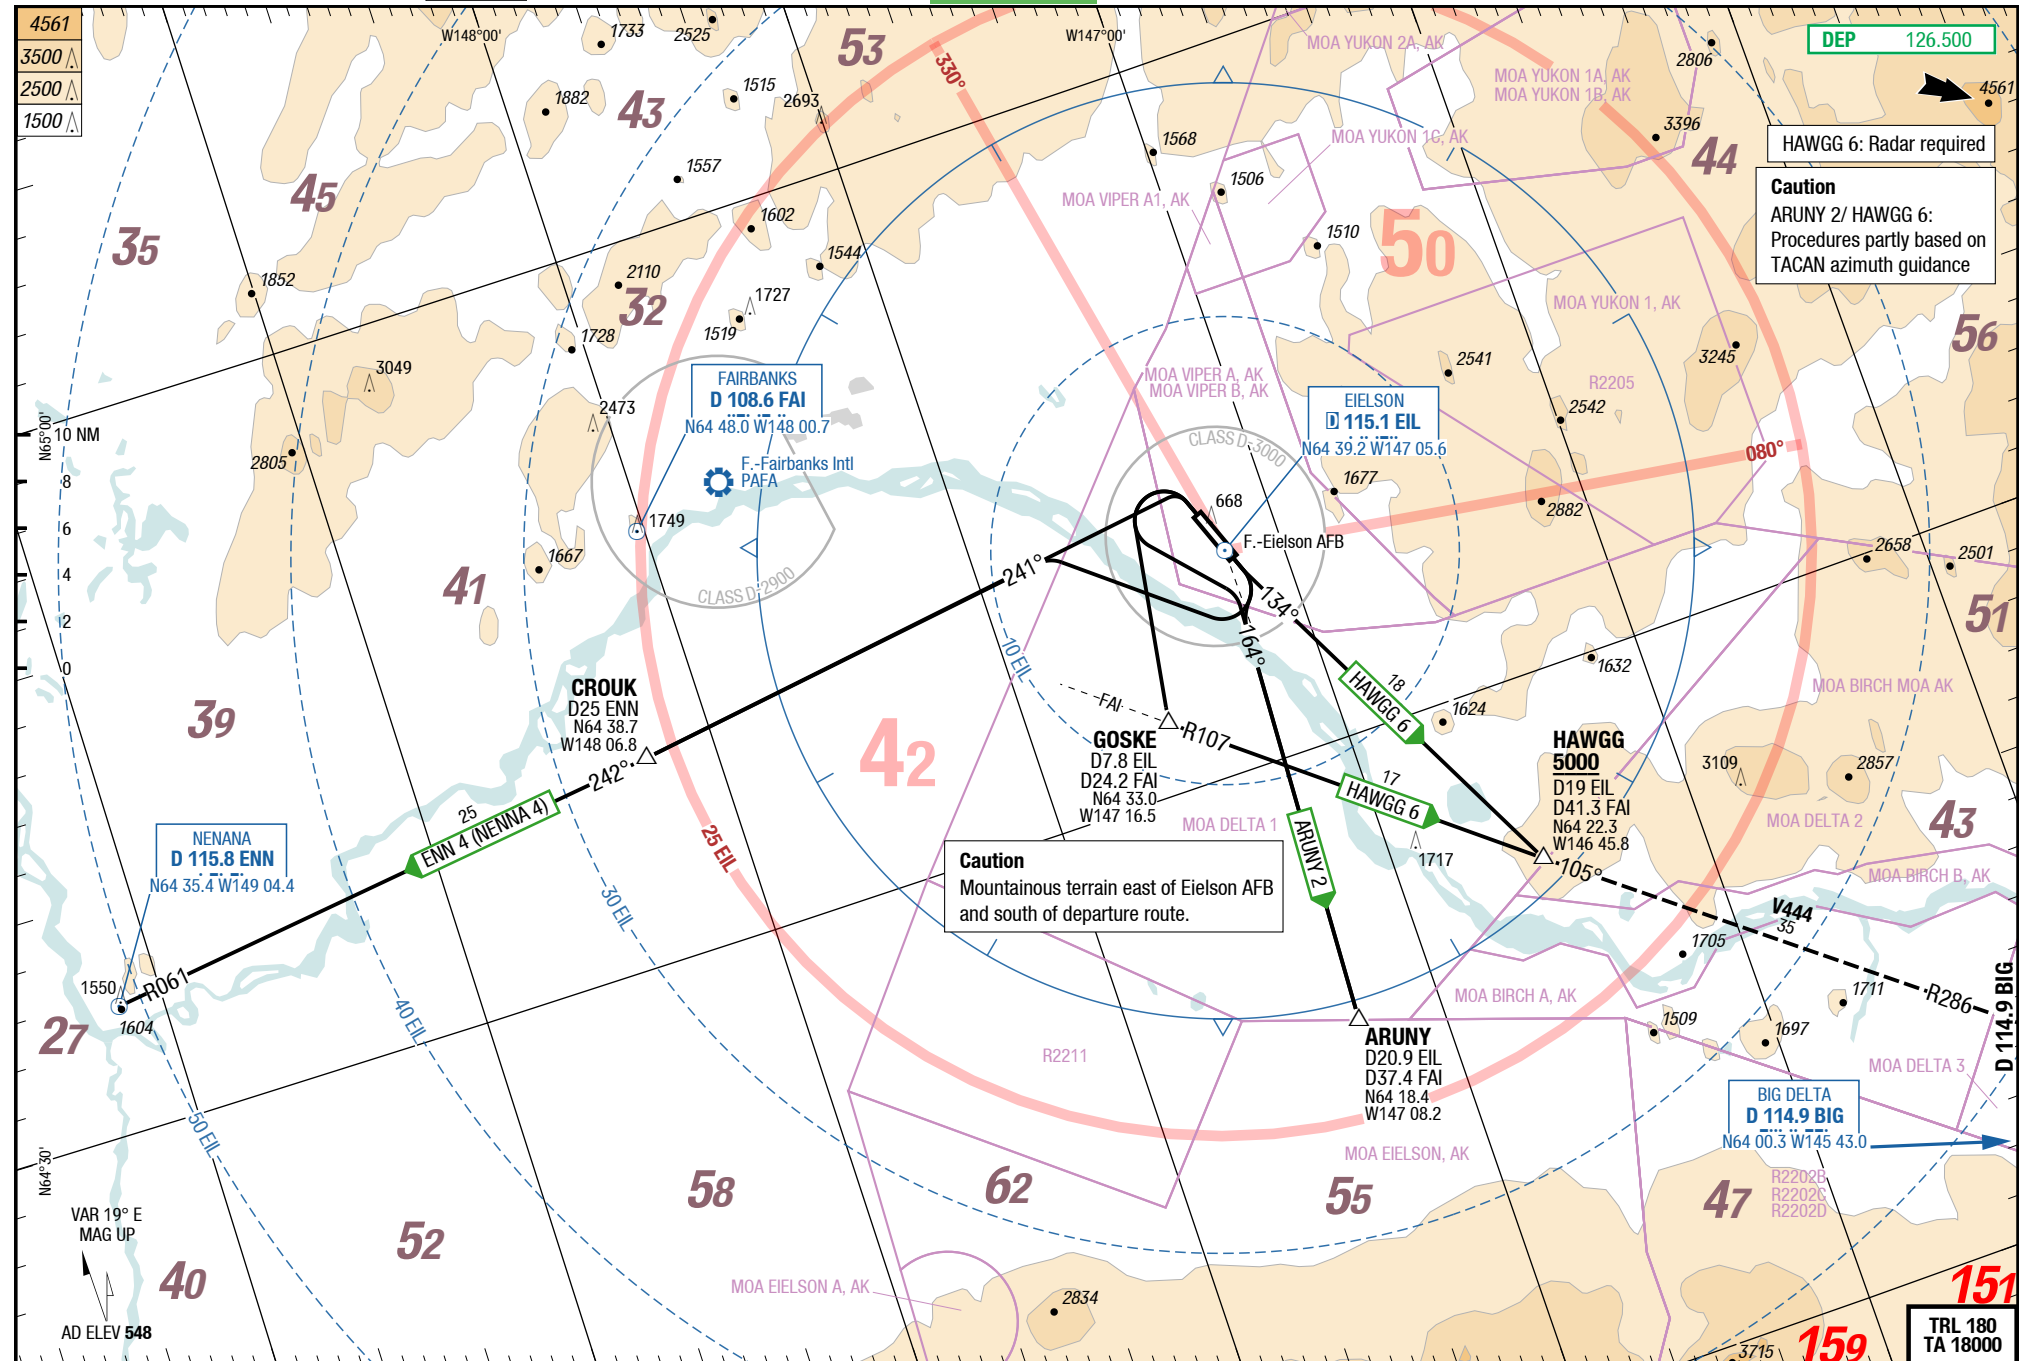 4561
3500
2500
1500
W148°00'
1733
2525
53
330°
W147°00'
MOA YUKON 2A, AK
MOA YUKON 1A, AK
MOA YUKON 1B, AK
2806
DEP 126.500
4561
HAWGG 6: Radar required
Caution
ARUNY 2/ HAWGG 6:
Procedures partly based on
TACAN azimuth guidance
1882
43
1515
2693
1557
1568
MOA YUKON 1C, AK
3396
44
45
35
1602
1544
MOA VIPER A1, AK
1506
1510
50
1852
2110
32
1727
1519
1728
MOA YUKON 1, AK
56
3245
3049
2473
FAIRBANKS
D 108.6 FAI
N64 48.0 W148 00.7
F.-Fairbanks Intl
PAFA
MOA VIPER A, AK
MOA VIPER B, AK
EIELSON
D 115.1 EIL
N64 39.2 W147 05.6
2541
R2205
2542
CLASS D-3000
080°
N65°00'
10 NM
8
6
4
2
0
2805
1749
1667
41
CLASS D-2900
668
F.-Eielson AFB
1677
2882
2658
2501
51
241°
134°
164°
10 EIL
1632
MOA BIRCH MOA AK
39
CROUK
D25 ENN
N64 38.7
W148 06.8
242°
42
FAI
R107
GOSKE
D7.8 EIL
D24.2 FAI
N64 33.0
W147 16.5
18
HAWGG 6
1624
17
HAWGG 6
HAWGG
5000
D19 EIL
D41.3 FAI
N64 22.3
W146 45.8
3109
2857
MOA DELTA 2
43
25
ENN 4 (NENNA 4)
25 EIL
NENANA
D 115.8 ENN
N64 35.4 W149 04.4
MOA DELTA 1
ARUNY 2
1717
105°
MOA BIRCH B, AK
Caution
Mountainous terrain east of Eielson AFB
and south of departure route.
30 EIL
V444
35
1705
1550
R061
1604
27
40 EIL
MOA BIRCH A, AK
1711
R286
D 114.9 BIG
1509
1697
R2211
ARUNY
D20.9 EIL
D37.4 FAI
N64 18.4
W147 08.2
MOA DELTA 3
BIG DELTA
D 114.9 BIG
N64 00.3 W145 43.0
50 EIL
N64°30'
MOA EIELSON, AK
R2202B
R2202C
R2202D
58
62
55
47
VAR 19° E
MAG UP
52
40
MOA EIELSON A, AK
2834
AD ELEV 548
151
159
3715
TRL 180
TA 18000